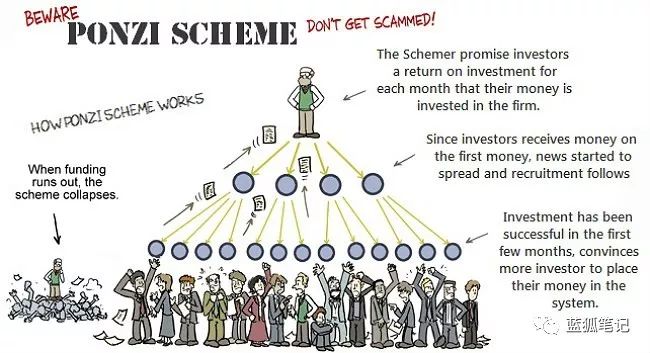 BEWARE
PONZI SCHEME
DON'T GET SCAMMED!
The Schemer promise investors
a return on investment for
each month that their money is
invested in the firm.
HOW PONZI SCHEME WORKS
Since investors receives money on
the first money, news started to
spread and recruitment follows
When funding
runs out, the
scheme collapses.
Investment has been
successful in the first
few months, convinces
more investor to place
their money in the
system.
蓝狐笔记